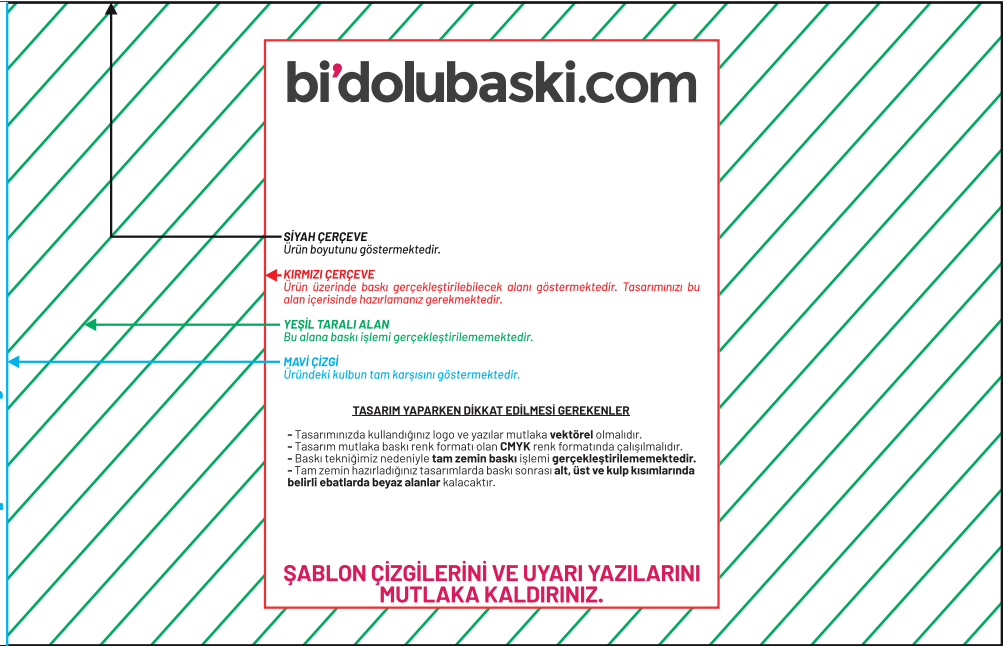 bi'dolubaski.com
SİYAH ÇERÇEVE
Ürün boyutunu göstermektedir.
KIRMIZI ÇERÇEVE
Ürün üzerinde baskı gerçekleştirilebilecek alanı göstermektedir. Tasarımınızı bu
alan içerisinde hazırlamanız gerekmektedir.
YEŞİL TARALI ALAN
Bu alana baskı işlemi gerçekleştirilememektedir.
MAVİ ÇİZGİ
Üründeki kulbun tam karşısını göstermektedir.
TASARIM YAPARKEN DİKKAT EDİLMESİ GEREKENLER
- Tasarımınızda kullandığınız logo ve yazılar mutlaka vektörel olmalıdır.
- Tasarım mutlaka baskı renk formatı olan CMYK renk formatında çalışılmalıdır.
- Baskı tekniğimiz nedeniyle tam zemin baskı işlemi gerçekleştirilememektedir.
- Tam zemin hazırladığınız tasarımlarda baskı sonrası alt, üst ve kulp kısımlarında
belirli ebatlarda beyaz alanlar kalacaktır.
ŞABLON ÇİZGİLERİNİ VE UYARI YAZILARINI
MUTLAKA KALDIRINIZ.